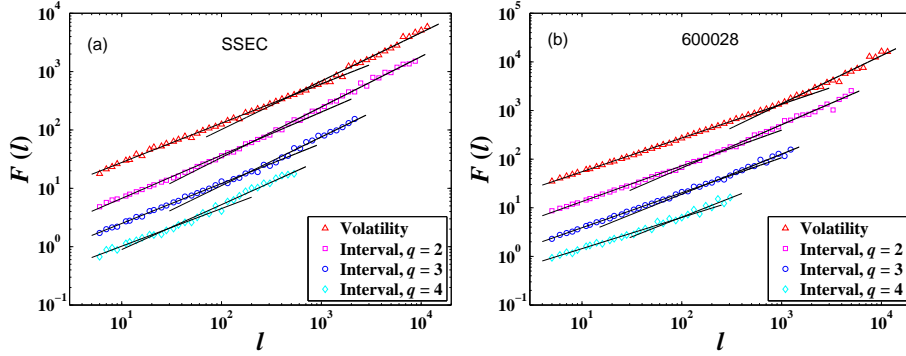 (a)
SSEC
F (l)
10^4
10^3
10^2
10^1
10^0
10^-1
10^1
10^2
10^3
10^4
l
Volatility
Interval, q = 2
Interval, q = 3
Interval, q = 4
(b)
600028
F (l)
10^5
10^4
10^3
10^2
10^1
10^0
10^-1
10^1
10^2
10^3
10^4
l
Volatility
Interval, q = 2
Interval, q = 3
Interval, q = 4